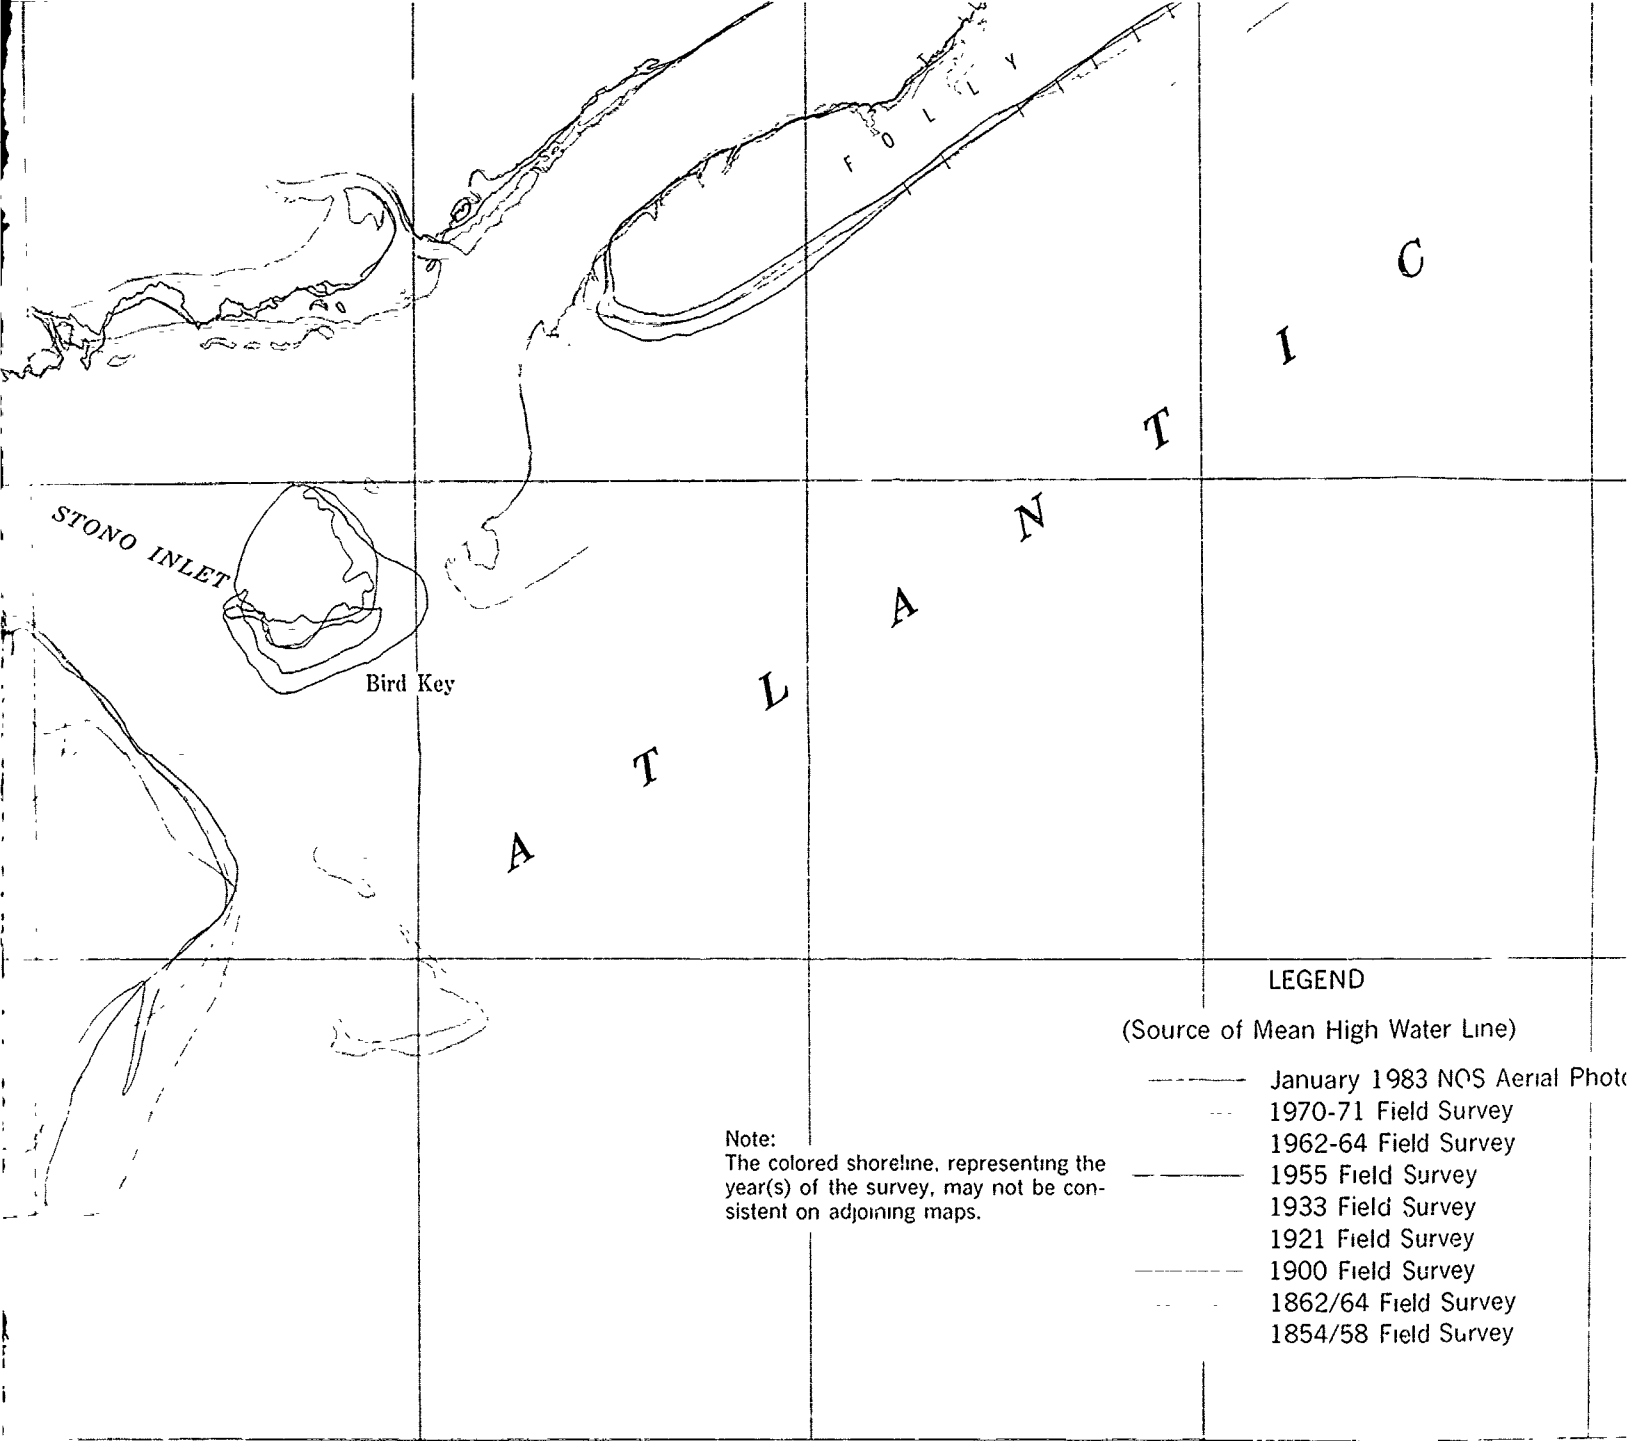 F O L L Y
STONO INLET
Bird Key
A T L A N T I C
LEGEND
(Source of Mean High Water Line)
January 1983 NOS Aerial
1970-71 Field Survey
1962-64 Field Survey
1955 Field Survey
1933 Field Survey
1921 Field Survey
1900 Field Survey
1862/64 Field Survey
1854/58 Field Survey
Note:
The colored shoreline, representing the
year(s) of the survey, may not be con-
sistent on adjoining maps.